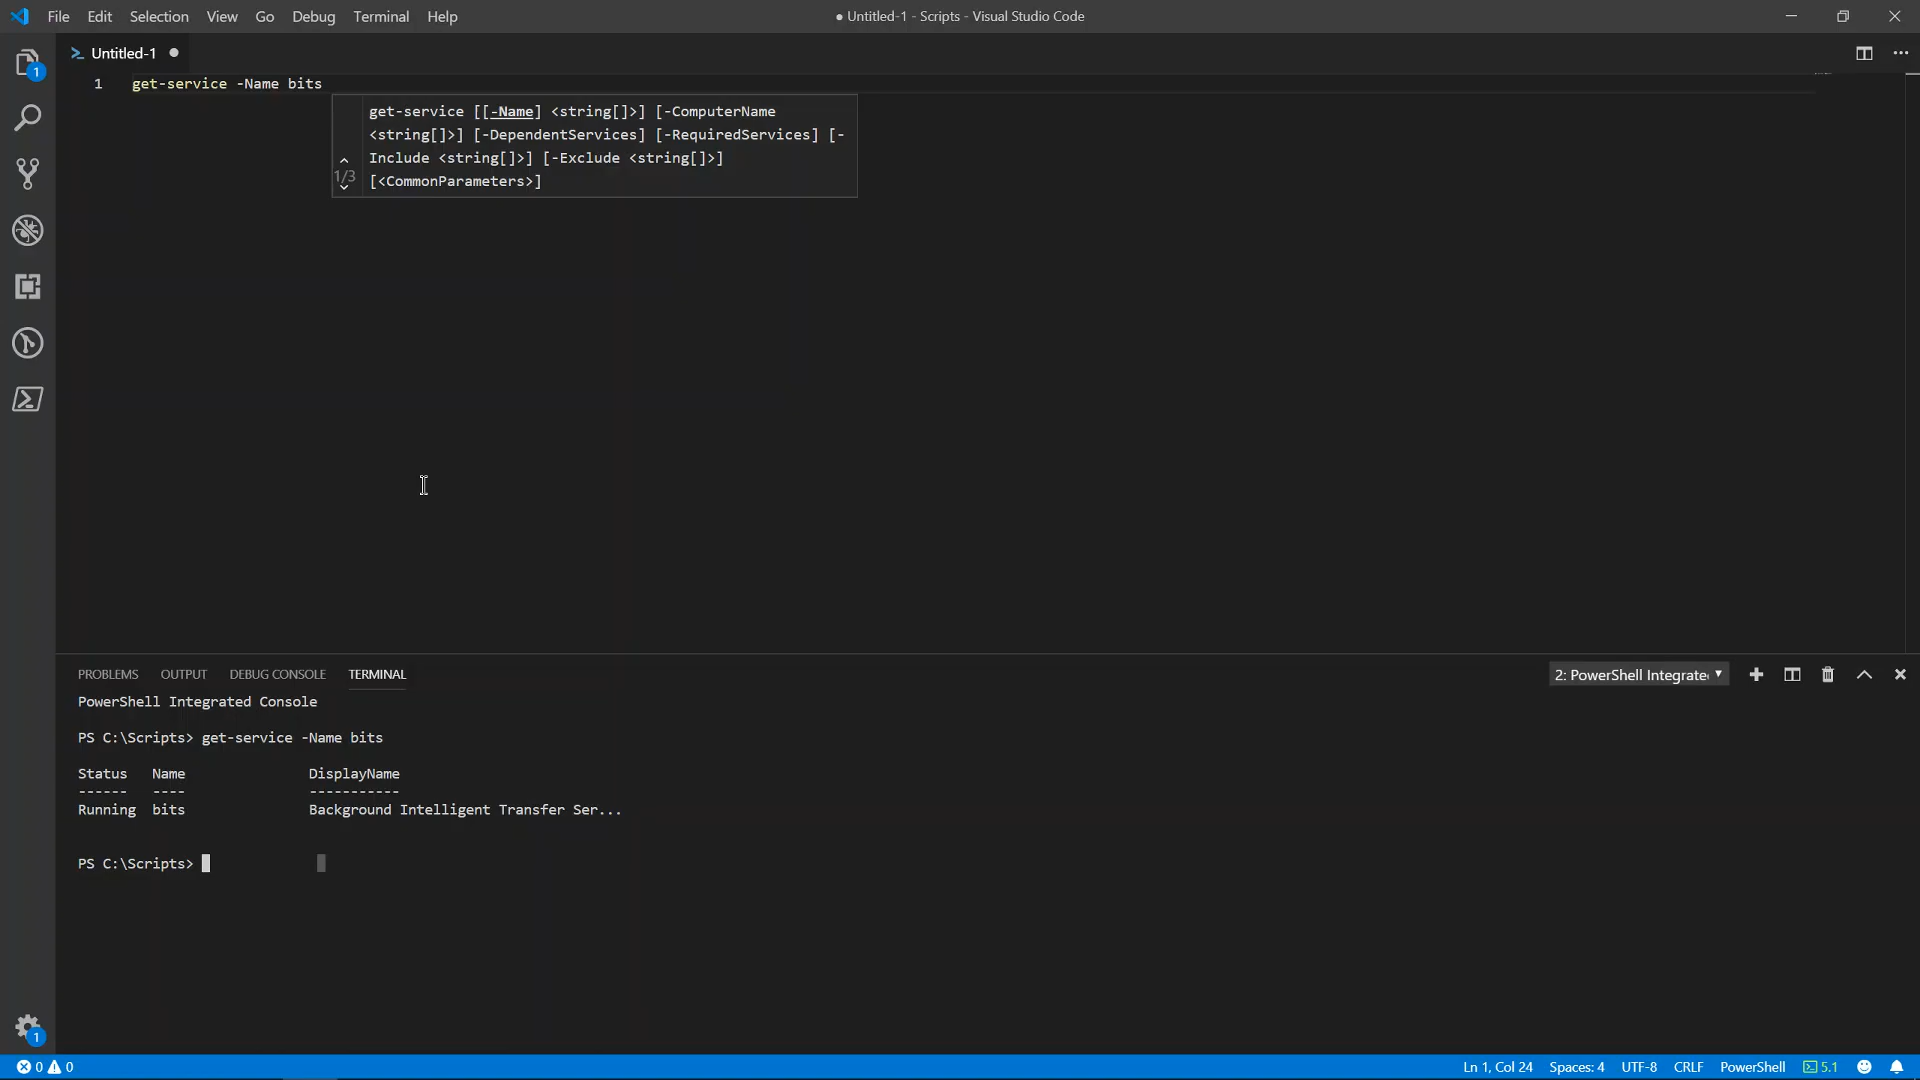 File Edit Selection View Go Debug Terminal Help
● Untitled-1 - Scripts - Visual Studio Code
Untitled-1
1
1 get-service -Name bits
get-service [[-Name] <string[]>] [-ComputerName
<string[]>] [-DependentServices] [-RequiredServices] [-
Include <string[]>] [-Exclude <string[]>]
1/3
[<CommonParameters>]
PROBLEMS OUTPUT DEBUG CONSOLE TERMINAL
2: PowerShell Integrate
PowerShell Integrated Console
PS C:\Scripts> get-service -Name bits
Status Name DisplayName
------ ---- -----------
Running bits Background Intelligent Transfer Ser...
PS C:\Scripts>
1
0 0
Ln 1, Col 24 Spaces: 4 UTF-8 CRLF PowerShell 5.1